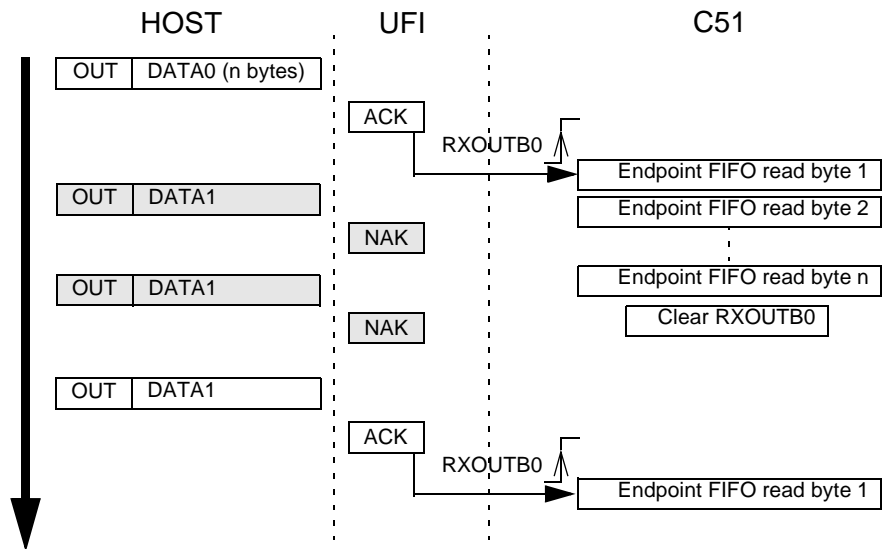 HOST UFI C51
OUT DATA0 (n bytes)
ACK
RXOUTB0
Endpoint FIFO read byte 1
OUT DATA1
Endpoint FIFO read byte 2
NAK
Endpoint FIFO read byte n
OUT DATA1
Clear RXOUTB0
NAK
OUT DATA1
ACK
RXOUTB0
Endpoint FIFO read byte 1